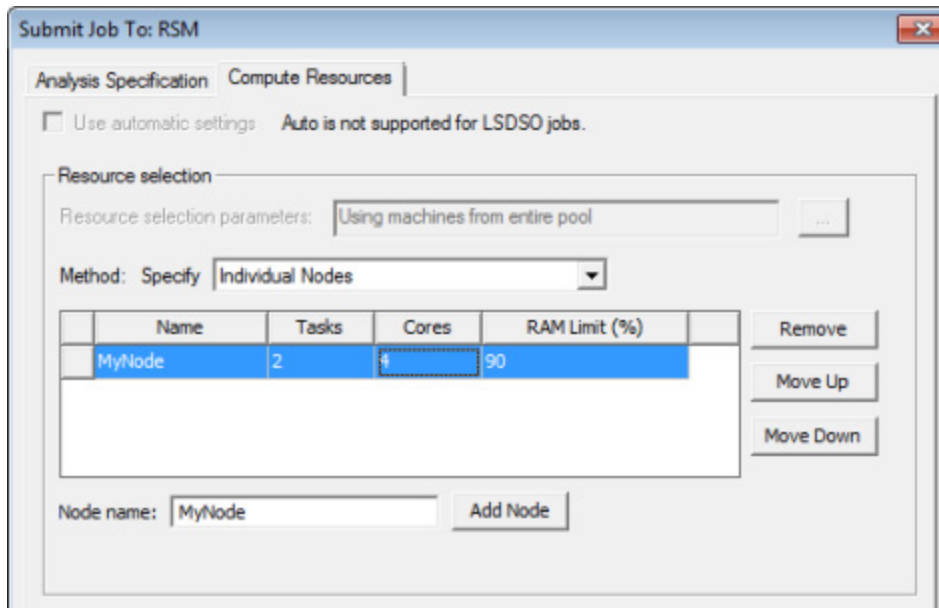 Submit Job To: RSM
Analysis Specification Compute Resources
Use automatic settings Auto is not supported for LSDSO jobs.
Resource selection
Resource selection parameters: Using machines from entire pool ...
Method: Specify Individual Nodes
Name Tasks Cores RAM Limit (%) Remove
MyNode 2 4 90
Move Up
Move Down
Node name: MyNode Add Node